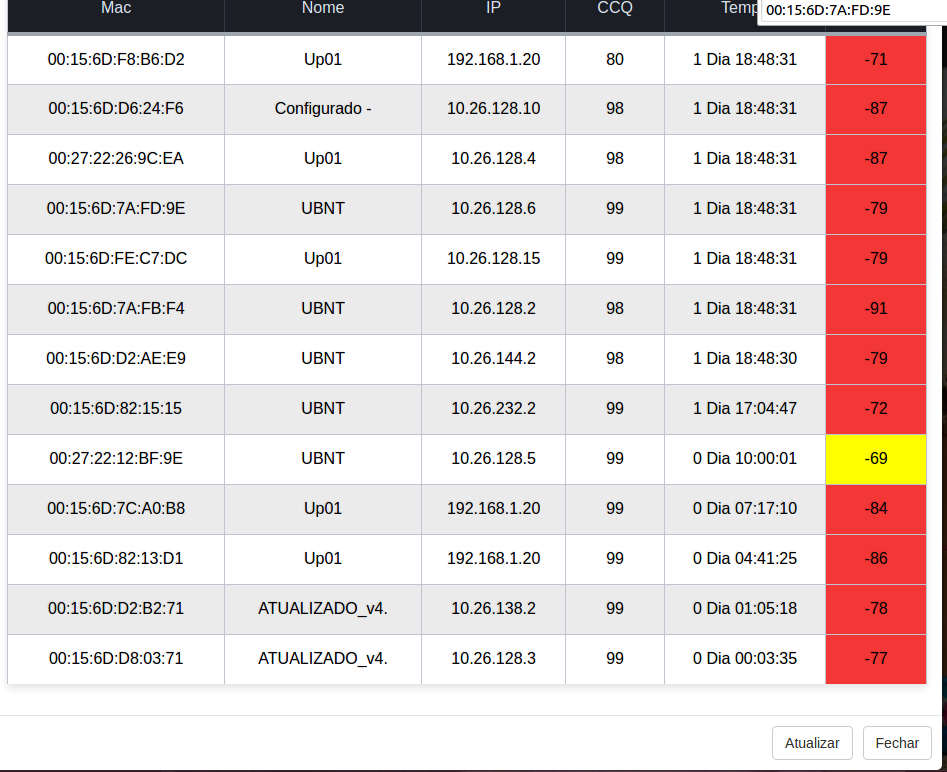 Mac Nome IP CCQ Temp
00:15:6D:7A:FD:9E
00:15:6D:F8:B6:D2 Up01 192.168.1.20 80 1 Dia 18:48:31 -71
00:15:6D:D6:24:F6 Configurado - 10.26.128.10 98 1 Dia 18:48:31 -87
00:27:22:26:9C:EA Up01 10.26.128.4 98 1 Dia 18:48:31 -87
00:15:6D:7A:FD:9E UBNT 10.26.128.6 99 1 Dia 18:48:31 -79
00:15:6D:FE:C7:DC Up01 10.26.128.15 99 1 Dia 18:48:31 -79
00:15:6D:7A:FB:F4 UBNT 10.26.128.2 98 1 Dia 18:48:31 -91
00:15:6D:D2:AE:E9 UBNT 10.26.144.2 98 1 Dia 18:48:30 -79
00:15:6D:82:15:15 UBNT 10.26.232.2 99 1 Dia 17:04:47 -72
00:27:22:12:BF:9E UBNT 10.26.128.5 99 0 Dia 10:00:01 -69
00:15:6D:7C:A0:B8 Up01 192.168.1.20 99 0 Dia 07:17:10 -84
00:15:6D:82:13:D1 Up01 192.168.1.20 99 0 Dia 04:41:25 -86
00:15:6D:D2:B2:71 ATUALIZADO_v4. 10.26.138.2 99 0 Dia 01:05:18 -78
00:15:6D:D8:03:71 ATUALIZADO_v4. 10.26.128.3 99 0 Dia 00:03:35 -77
Atualizar Fechar